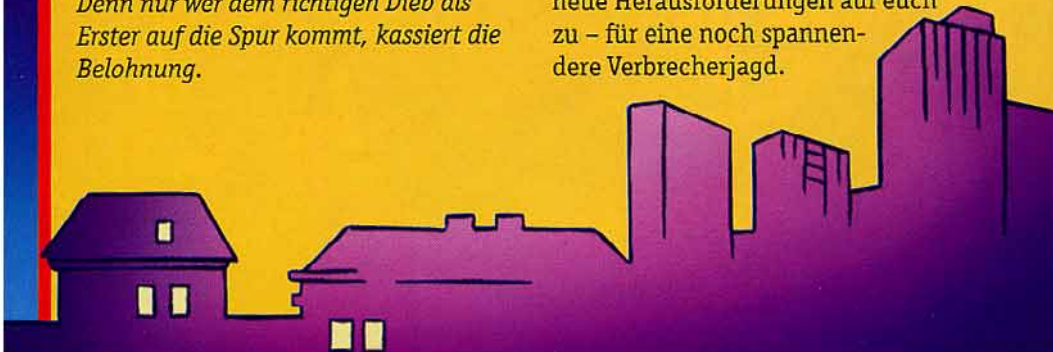 Denn nur wer dem richtigen Dieb als
Erster auf die Spur kommt, kassiert die
Belohnung.
neue Herausforderungen auf euch
zu – für eine noch spannen-
dere Verbrecherjagd.